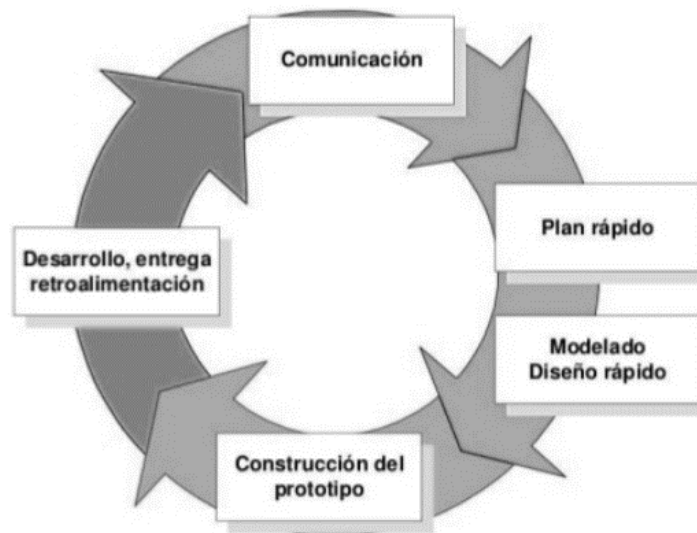 Comunicación
Plan rápido
Modelado
Diseño rápido
Construcción del
prototipo
Desarrollo, entrega
retroalimentación